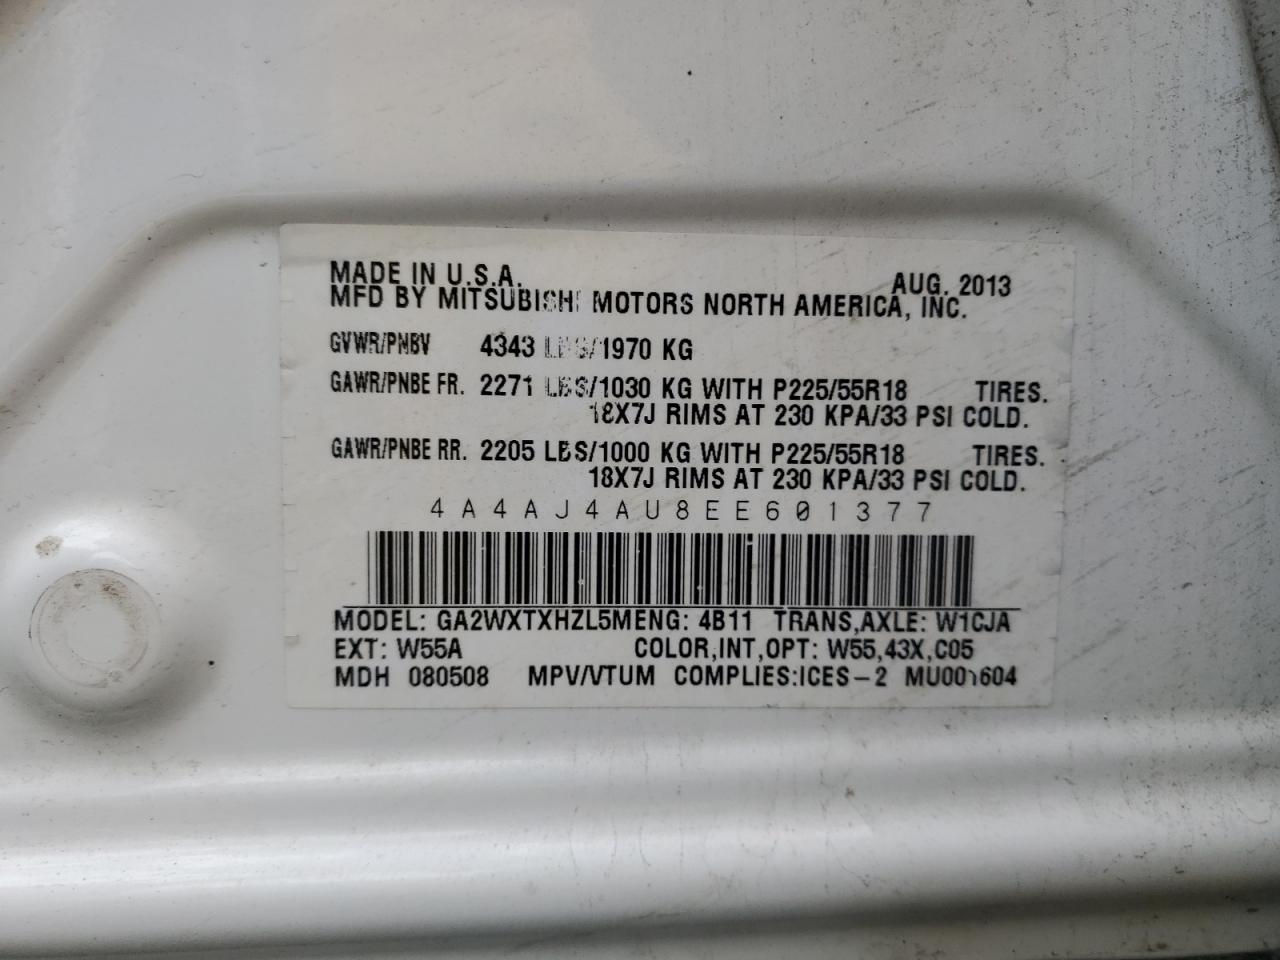 MADE IN U.S.A. AUG. 2013
MFD BY MITSUBISHI MOTORS NORTH AMERICA, INC.
GVWR/PNBV 4343 LBS/1970 KG
GAWR/PNBE FR. 2271 LBS/1030 KG WITH P225/55R18 TIRES.
18X7J RIMS AT 230 KPA/33 PSI COLD.
GAWR/PNBE RR. 2205 LBS/1000 KG WITH P225/55R18 TIRES.
18X7J RIMS AT 230 KPA/33 PSI COLD.
4A4AJ4AU8EE601377
MODEL: GA2WXTXHZL5MENG: 4B11 TRANS,AXLE: W1CJA
EXT: W55A COLOR,INT,OPT: W55,43X,C05
MDH 080508 MPV/VTUM COMPLIES:ICES-2 MU001604